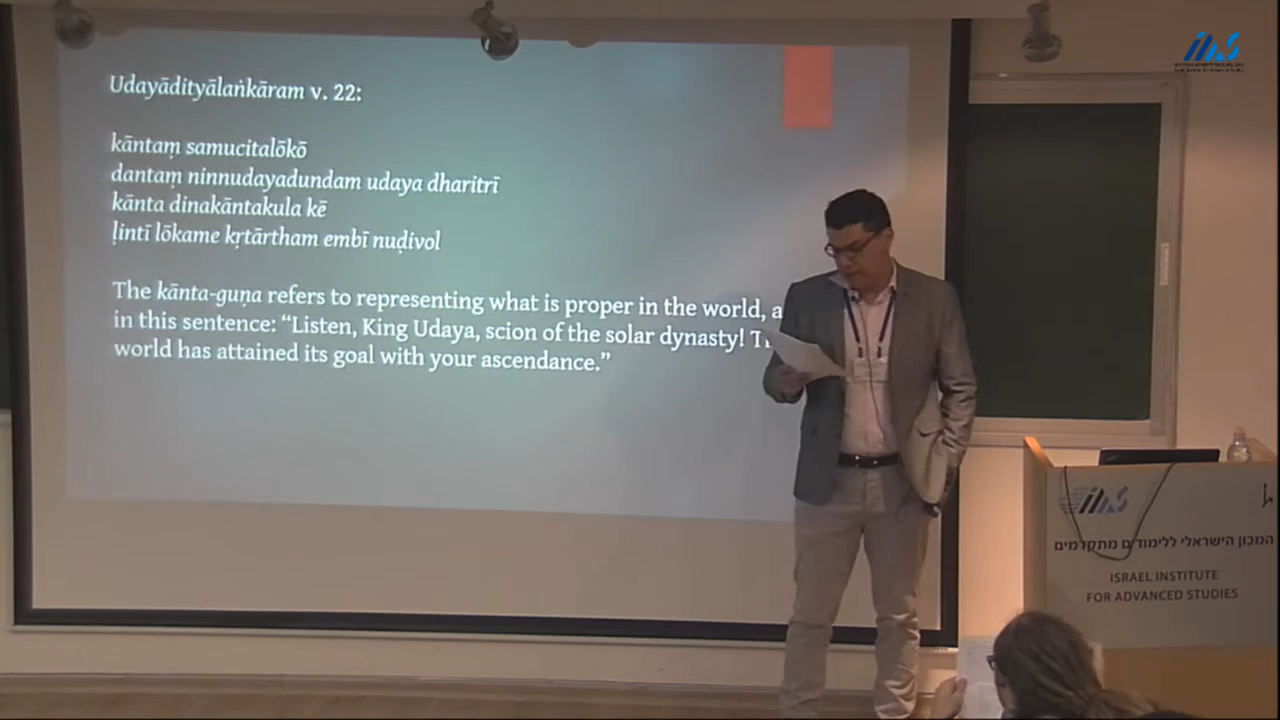 Udayādityālaṅkāram v. 22:
kāntaṃ samucitalōkō
dantaṃ ninnudayadundam udaya dharitrī
kānta dinakāntakula kē
ḷintī lōkame kṛtārtham embī nuḍivol
The kānta-guṇa refers to representing what is proper in the world,
in this sentence: “Listen, King Udaya, scion of the solar dynasty!
world has attained its goal with your ascendance.”
המכון הישראלי ללימודים מתקדמים
ISRAEL INSTITUTE
FOR ADVANCED STUDIES